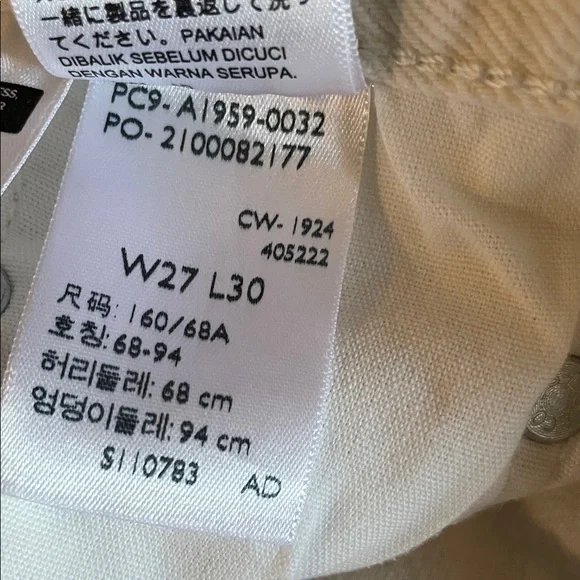 一緒に製品を裏返して洗っ
てください。PAKAIAN
DIBALIK SEBELUM DICUCI
DENGAN WARNA SERUPA.
PC9- A1959-0032
PO- 2100082177
CW- 1924
405222
W27 L30
尺码: 160/68A
호칭: 68-94
허리둘레: 68 cm
엉덩이둘레: 94 cm
S110783 AD